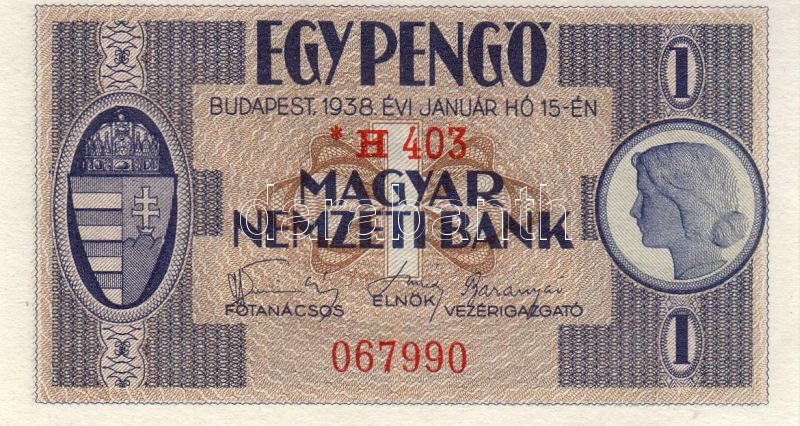 EGY PENGŐ
1
BUDAPEST, 1938. ÉVI JANUÁR HÓ 15-ÉN
* H 403
MAGYAR
NEMZETI BANK
darabanth
FŐTANÁCSOS ELNÖK VEZÉRIGAZGATÓ
067990
1